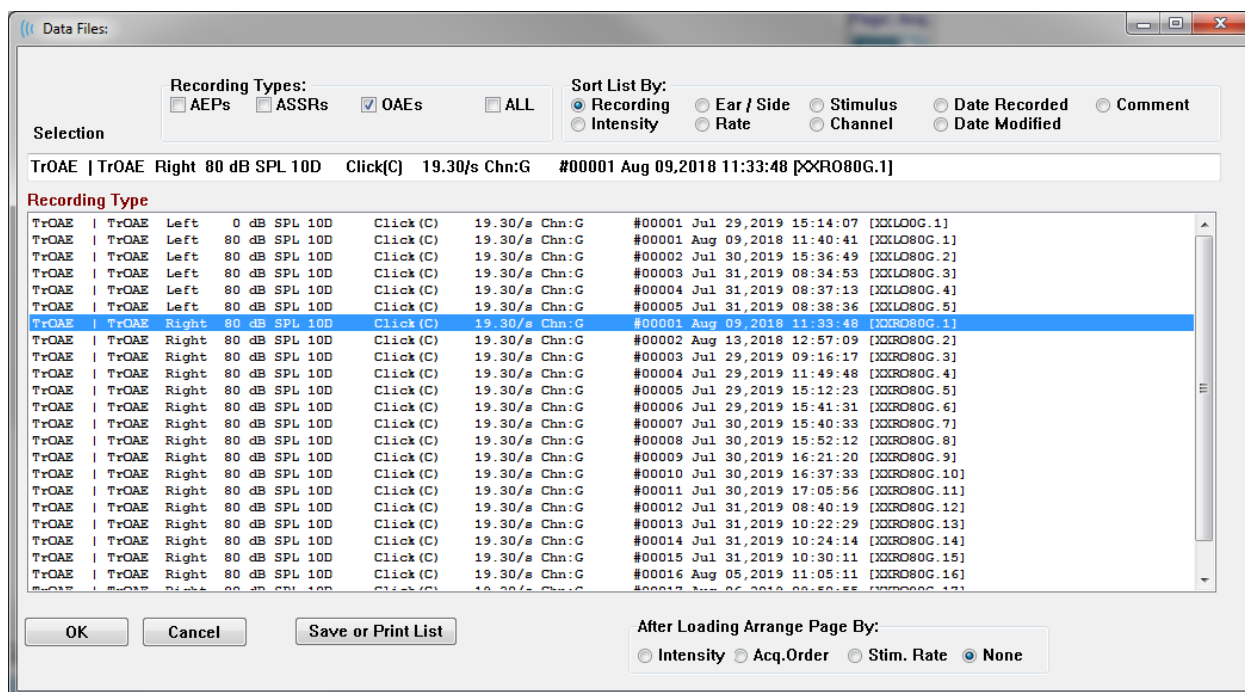 Data Files:
Recording Types:
AEPs ASSRs OAEs ALL
Sort List By:
Recording Ear / Side Stimulus Date Recorded Comment
Intensity Rate Channel Date Modified
Selection
TrOAE | TrOAE Right 80 dB SPL 10D Click(C) 19.30/s Chn:G #00001 Aug 09,2018 11:33:48 [XXRO80G.1]
Recording Type
TrOAE | TrOAE Left 0 dB SPL 10D Click(C) 19.30/s Chn:G #00001 Jul 29,2019 15:14:07 [XXLO0G.1]
TrOAE | TrOAE Left 80 dB SPL 10D Click(C) 19.30/s Chn:G #00001 Aug 09,2018 11:40:41 [XXLO80G.1]
TrOAE | TrOAE Left 80 dB SPL 10D Click(C) 19.30/s Chn:G #00002 Jul 30,2019 15:36:49 [XXLO80G.2]
TrOAE | TrOAE Left 80 dB SPL 10D Click(C) 19.30/s Chn:G #00003 Jul 31,2019 08:34:53 [XXLO80G.3]
TrOAE | TrOAE Left 80 dB SPL 10D Click(C) 19.30/s Chn:G #00004 Jul 31,2019 08:37:13 [XXLO80G.4]
TrOAE | TrOAE Left 80 dB SPL 10D Click(C) 19.30/s Chn:G #00005 Jul 31,2019 08:38:36 [XXLO80G.5]
TrOAE | TrOAE Right 80 dB SPL 10D Click(C) 19.30/s Chn:G #00001 Aug 09,2018 11:33:48 [XXRO80G.1]
TrOAE | TrOAE Right 80 dB SPL 10D Click(C) 19.30/s Chn:G #00002 Aug 13,2018 12:57:09 [XXRO80G.2]
TrOAE | TrOAE Right 80 dB SPL 10D Click(C) 19.30/s Chn:G #00003 Jul 29,2019 09:16:17 [XXRO80G.3]
TrOAE | TrOAE Right 80 dB SPL 10D Click(C) 19.30/s Chn:G #00004 Jul 29,2019 11:49:48 [XXRO80G.4]
TrOAE | TrOAE Right 80 dB SPL 10D Click(C) 19.30/s Chn:G #00005 Jul 29,2019 15:12:23 [XXRO80G.5]
TrOAE | TrOAE Right 80 dB SPL 10D Click(C) 19.30/s Chn:G #00006 Jul 29,2019 15:41:31 [XXRO80G.6]
TrOAE | TrOAE Right 80 dB SPL 10D Click(C) 19.30/s Chn:G #00007 Jul 30,2019 15:40:33 [XXRO80G.7]
TrOAE | TrOAE Right 80 dB SPL 10D Click(C) 19.30/s Chn:G #00008 Jul 30,2019 15:52:12 [XXRO80G.8]
TrOAE | TrOAE Right 80 dB SPL 10D Click(C) 19.30/s Chn:G #00009 Jul 30,2019 16:21:20 [XXRO80G.9]
TrOAE | TrOAE Right 80 dB SPL 10D Click(C) 19.30/s Chn:G #00010 Jul 30,2019 16:37:33 [XXRO80G.10]
TrOAE | TrOAE Right 80 dB SPL 10D Click(C) 19.30/s Chn:G #00011 Jul 30,2019 17:05:56 [XXRO80G.11]
TrOAE | TrOAE Right 80 dB SPL 10D Click(C) 19.30/s Chn:G #00012 Jul 31,2019 08:40:19 [XXRO80G.12]
TrOAE | TrOAE Right 80 dB SPL 10D Click(C) 19.30/s Chn:G #00013 Jul 31,2019 10:22:29 [XXRO80G.13]
TrOAE | TrOAE Right 80 dB SPL 10D Click(C) 19.30/s Chn:G #00014 Jul 31,2019 10:24:14 [XXRO80G.14]
TrOAE | TrOAE Right 80 dB SPL 10D Click(C) 19.30/s Chn:G #00015 Jul 31,2019 10:30:11 [XXRO80G.15]
TrOAE | TrOAE Right 80 dB SPL 10D Click(C) 19.30/s Chn:G #00016 Aug 05,2019 11:05:11 [XXRO80G.16]
OK Cancel Save or Print List
After Loading Arrange Page By:
Intensity Acq.Order Stim. Rate None